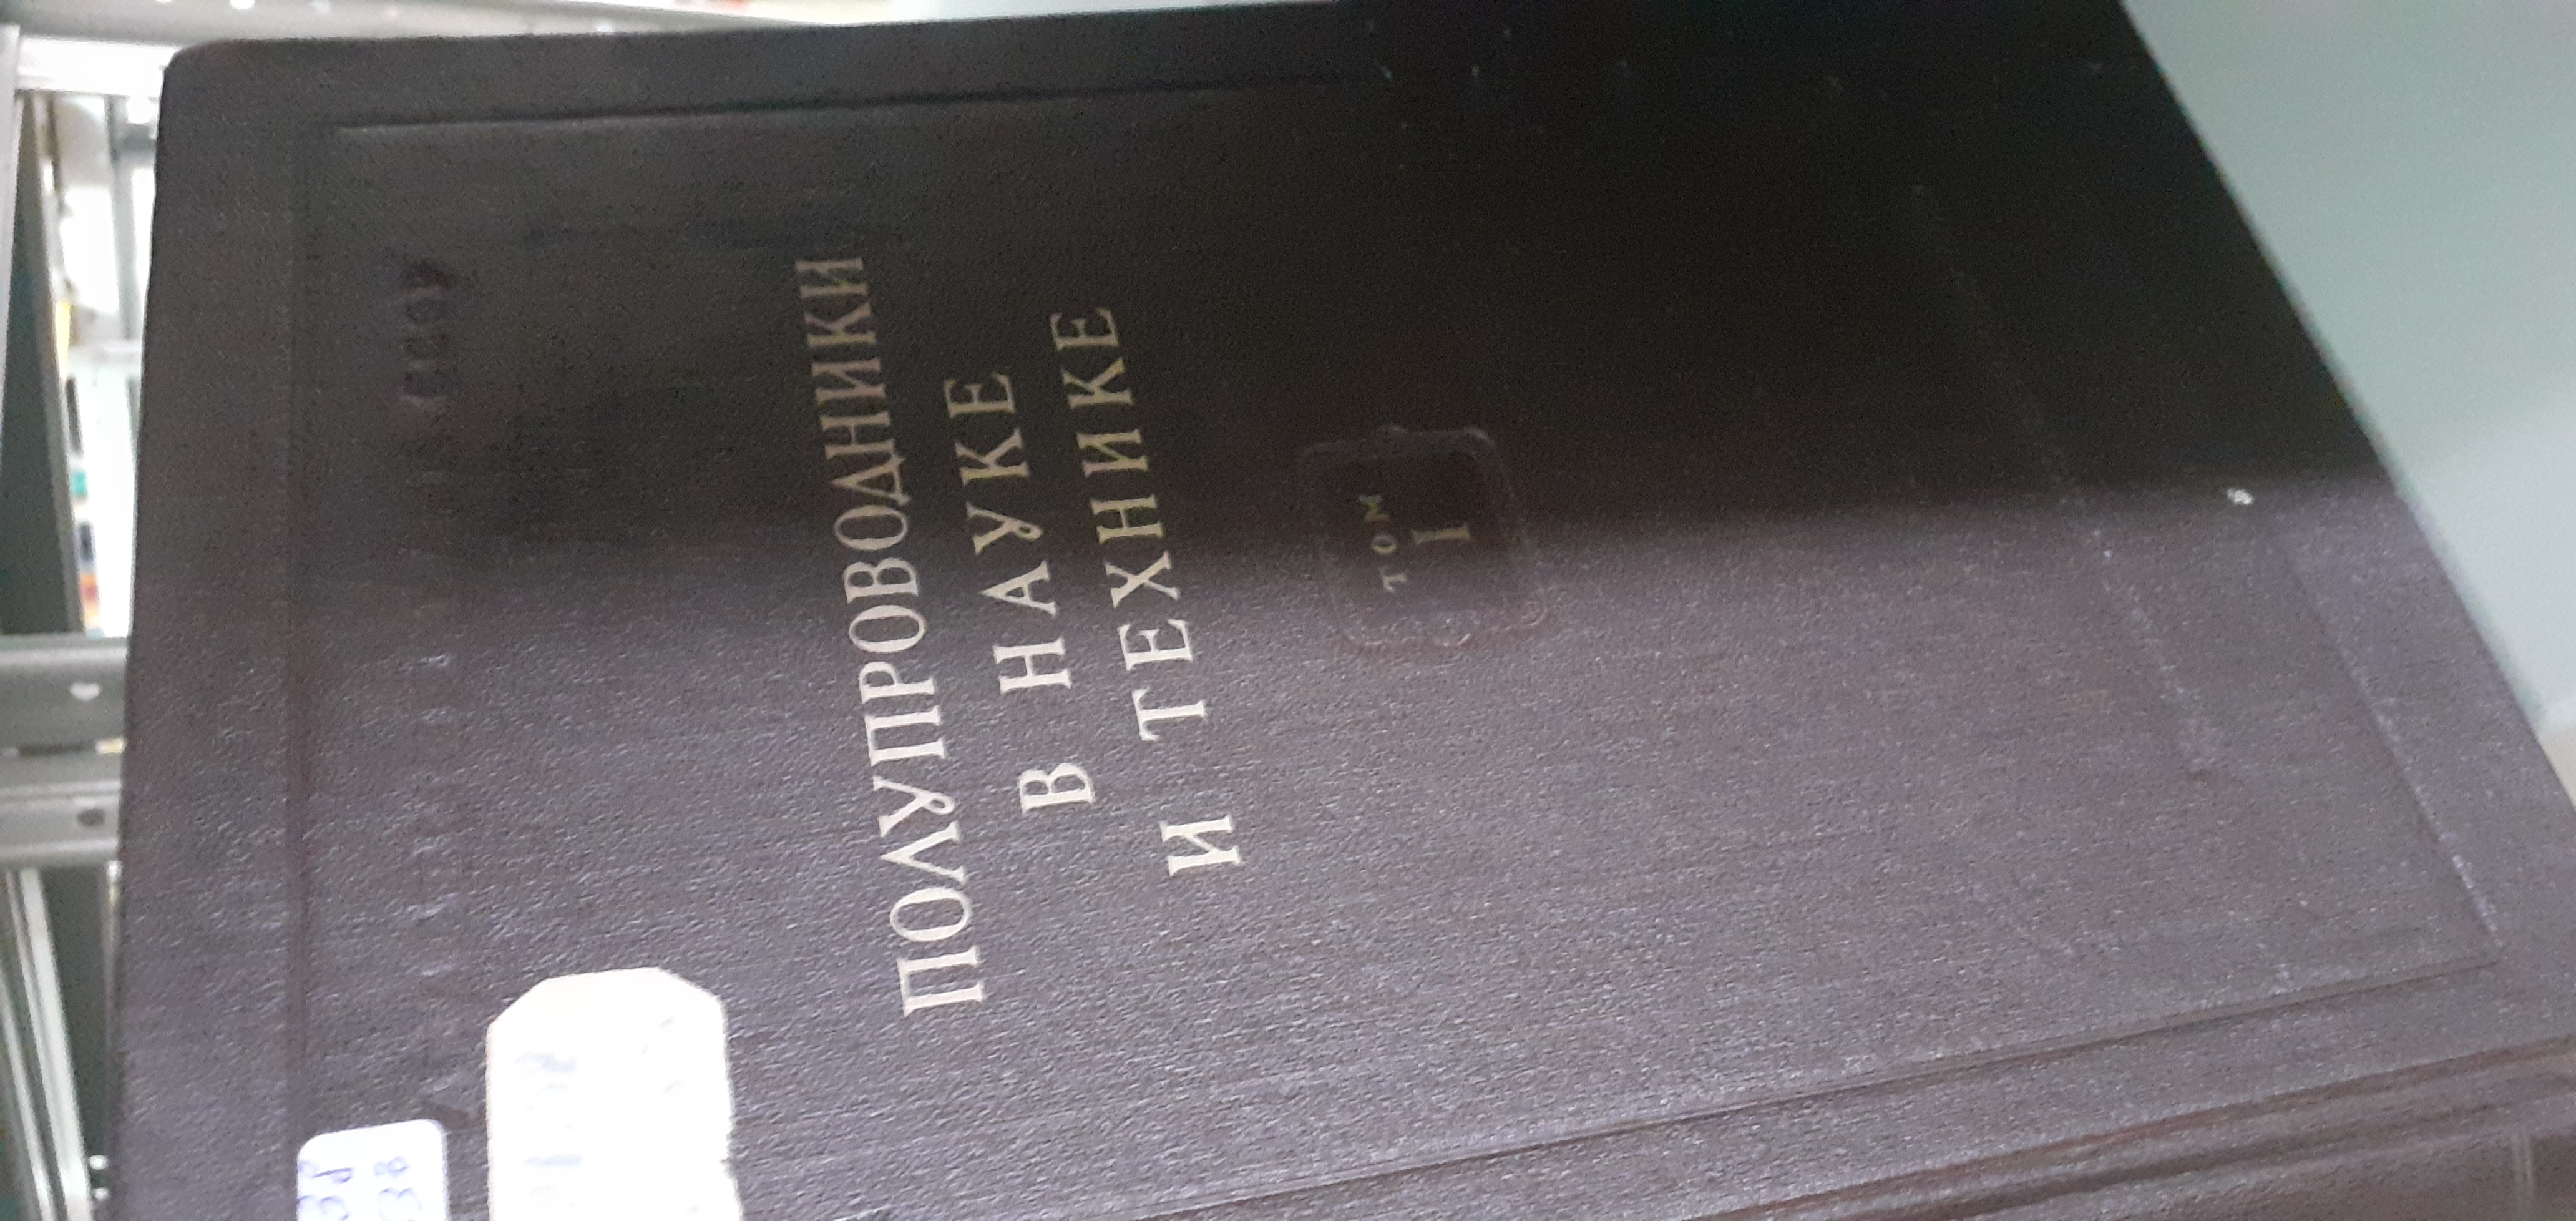 ПОЛУПРОВОДНИКИ
В НАУКЕ
И ТЕХНИКЕ
ТОМ
I